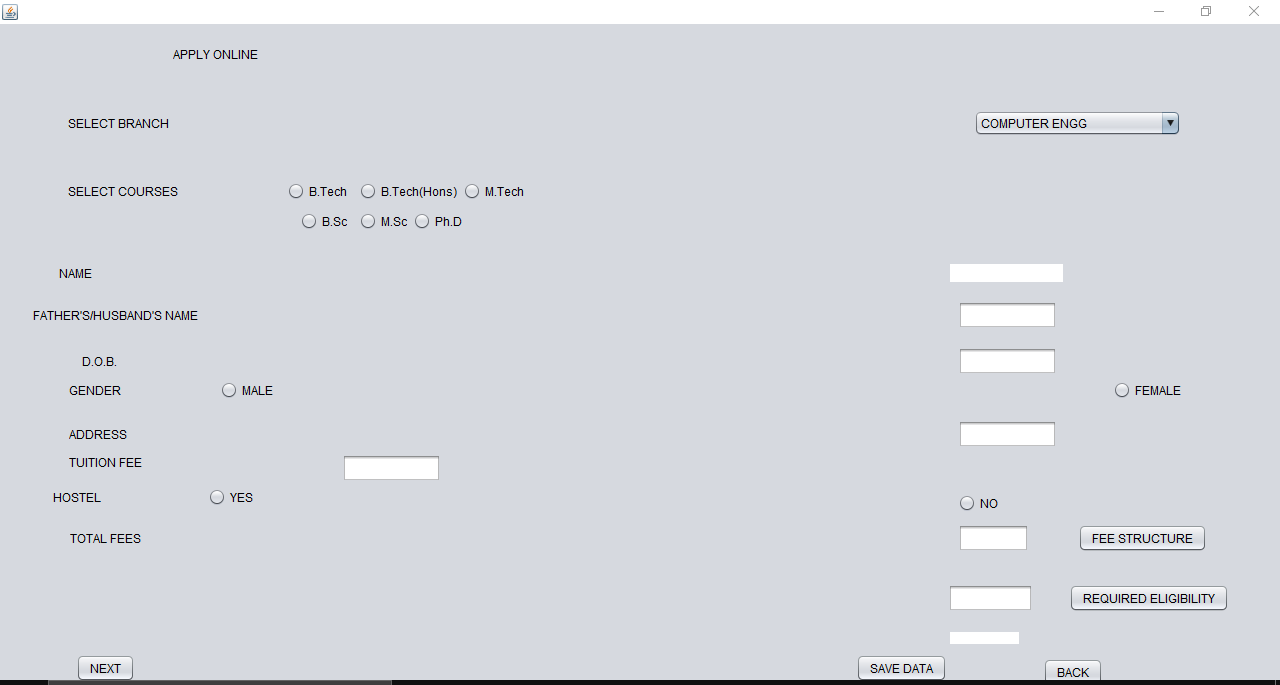 APPLY ONLINE
SELECT BRANCH COMPUTER ENGG
SELECT COURSES B.Tech B.Tech(Hons) M.Tech
B.Sc M.Sc Ph.D
NAME
FATHER'S/HUSBAND'S NAME
D.O.B.
GENDER MALE FEMALE
ADDRESS
TUITION FEE
HOSTEL YES NO
TOTAL FEES FEE STRUCTURE
REQUIRED ELIGIBILITY
NEXT SAVE DATA BACK